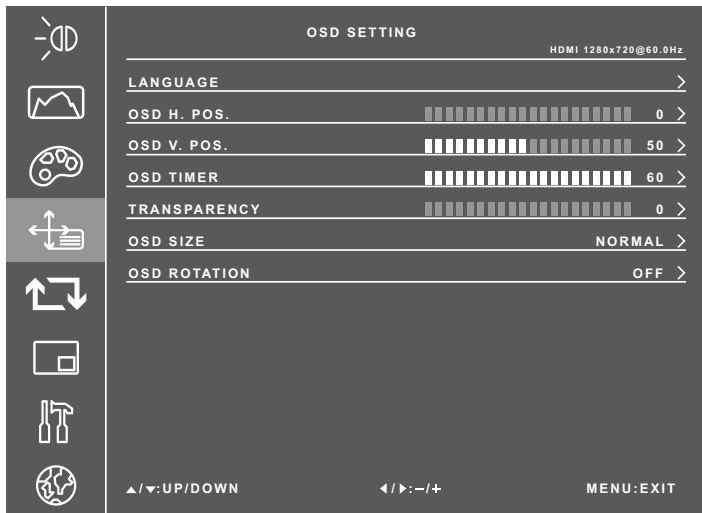 OSD SETTING
HDMI 1280x720@60.0Hz
LANGUAGE >
OSD H. POS. 0 >
OSD V. POS. 50 >
OSD TIMER 60 >
TRANSPARENCY 0 >
OSD SIZE NORMAL >
OSD ROTATION OFF >
▲/▼:UP/DOWN ◀/▶:−/+ MENU:EXIT